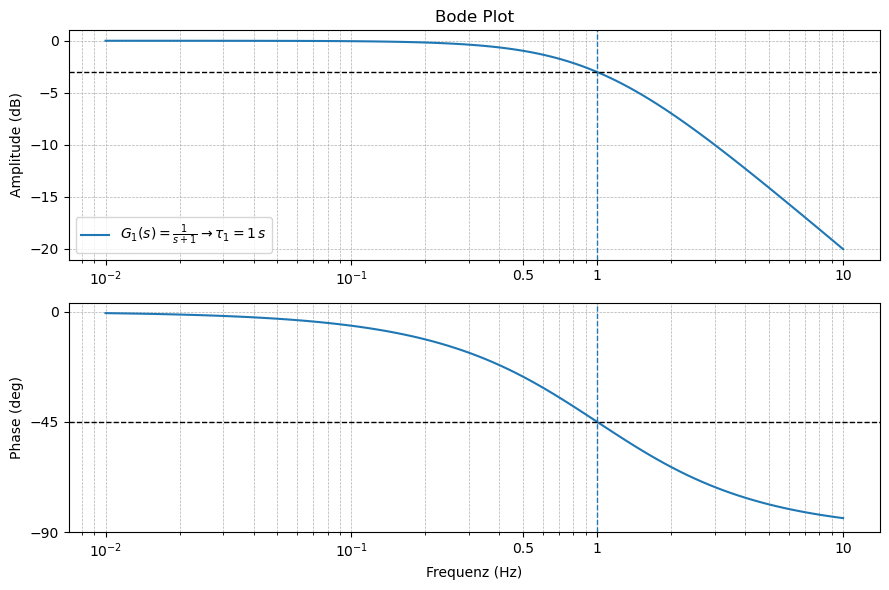 Bode Plot
Amplitude (dB)
0
−5
−10
−15
−20
G₁(s) = 1/(s+1) → τ₁ = 1 s
10⁻² 10⁻¹ 0.5 1 10
Phase (deg)
0
−45
−90
10⁻² 10⁻¹ 0.5 1 10
Frequenz (Hz)